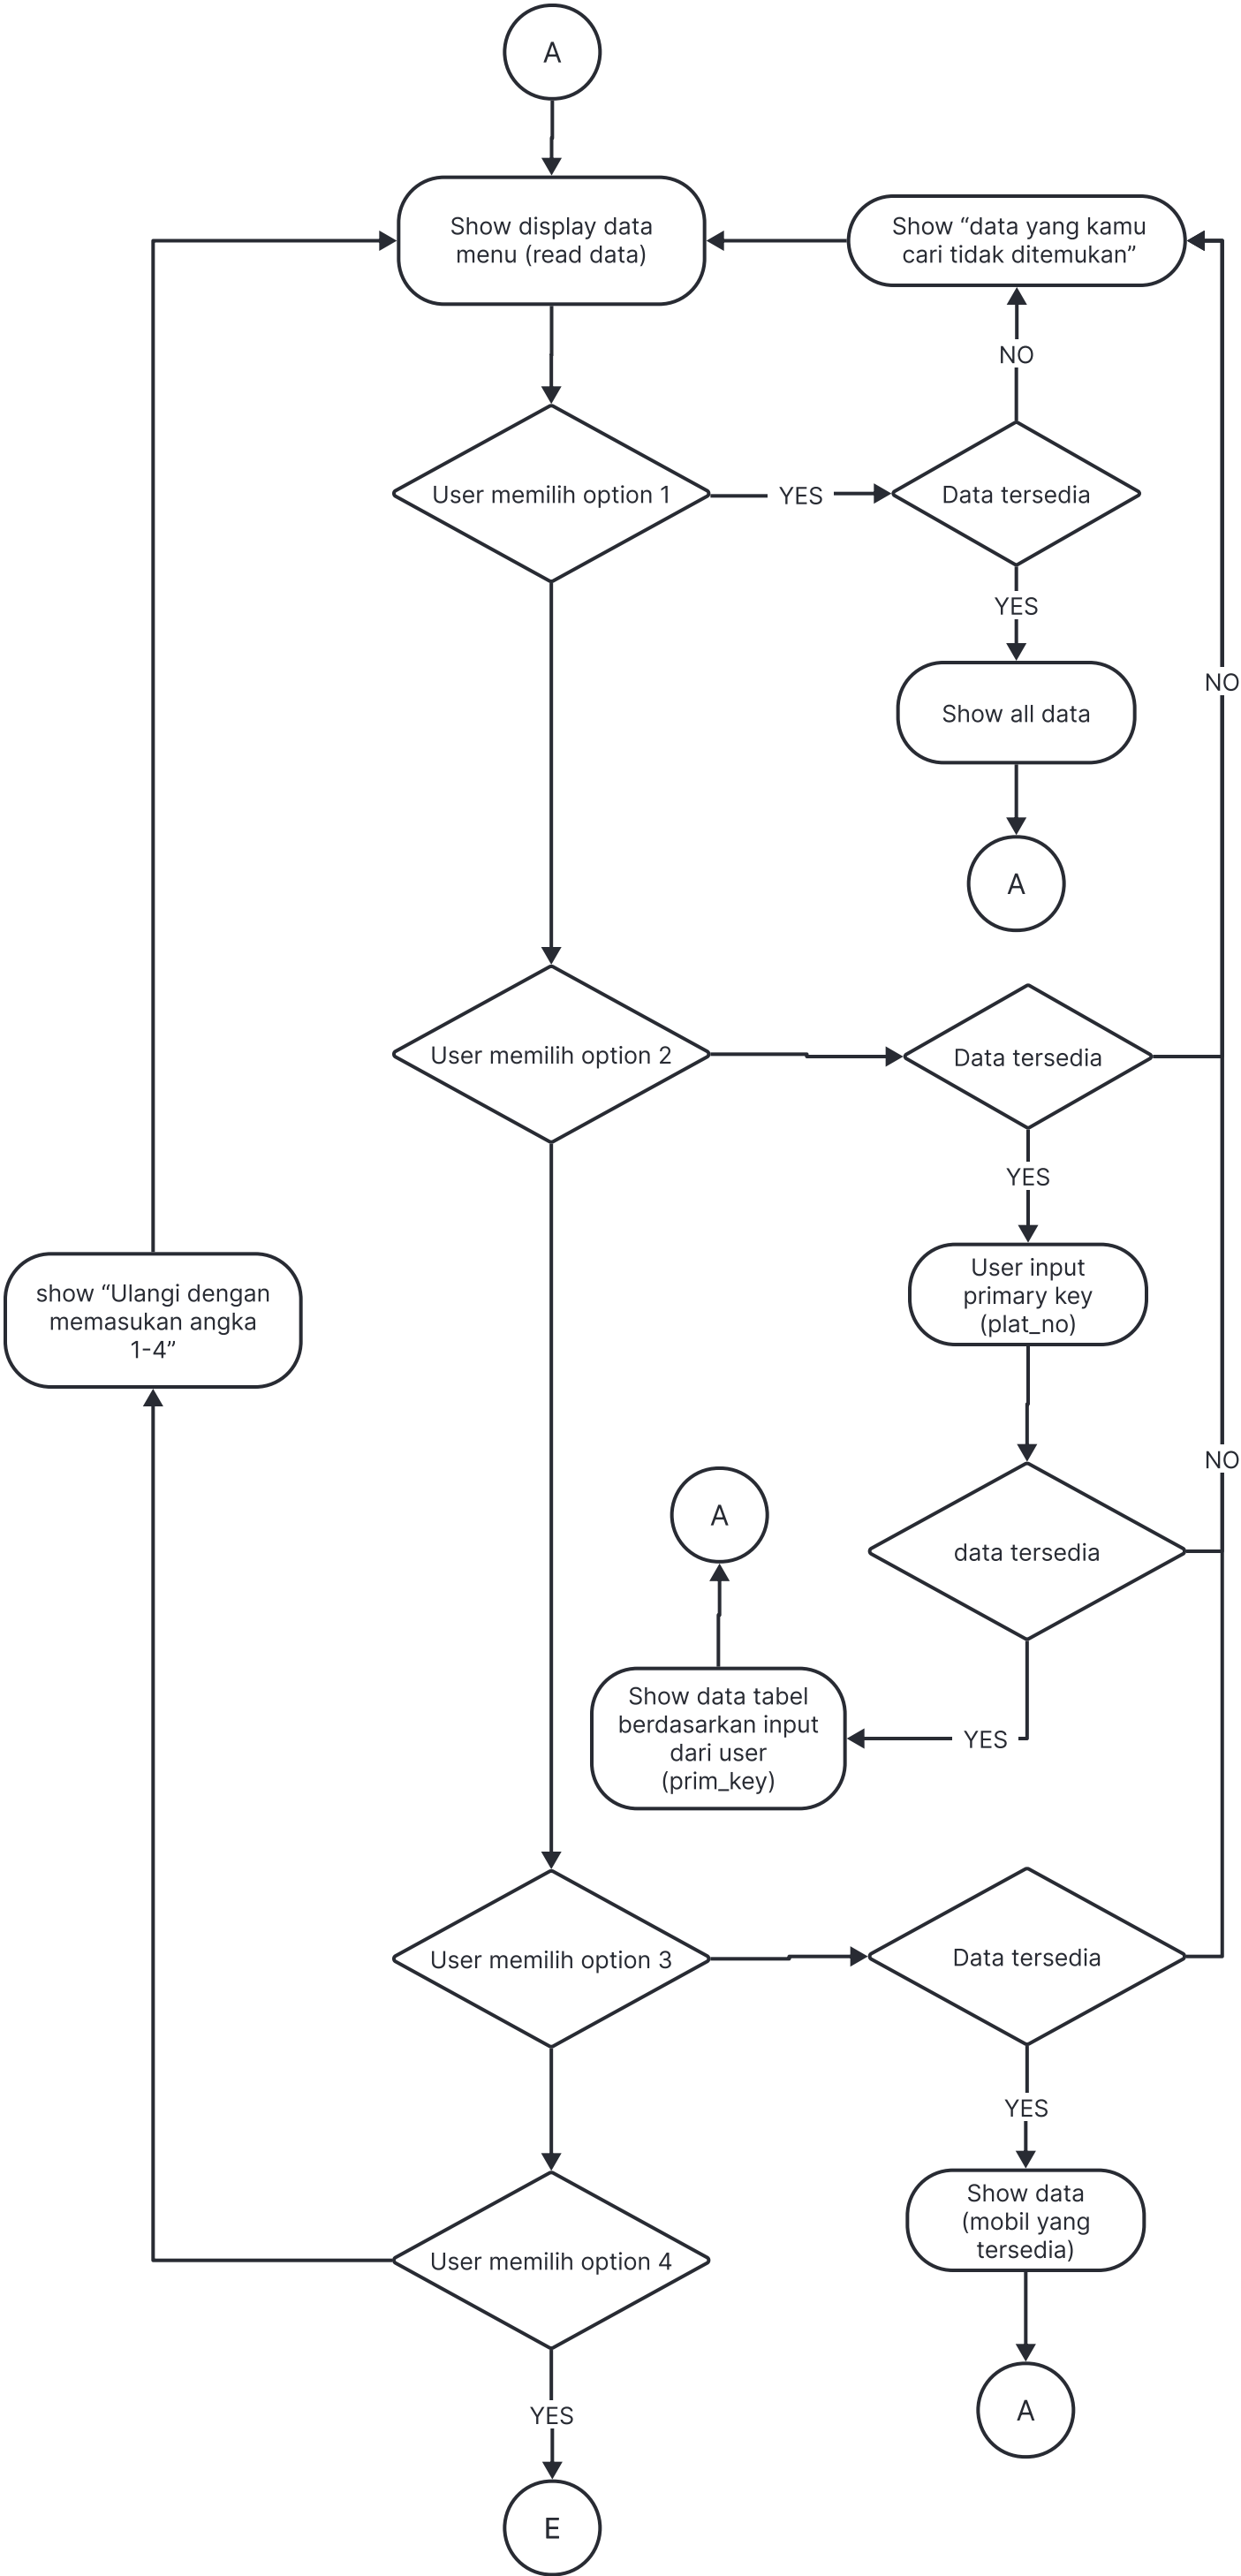 A
Show display data
menu (read data)
Show “data yang kamu
cari tidak ditemukan”
NO
User memilih option 1
YES
Data tersedia
YES
NO
Show all data
A
User memilih option 2
Data tersedia
YES
User input
primary key
(plat_no)
show “Ulangi dengan
memasukan angka
1-4”
NO
A
data tersedia
Show data tabel
berdasarkan input
dari user
(prim_key)
YES
User memilih option 3
Data tersedia
YES
Show data
(mobil yang
tersedia)
User memilih option 4
A
YES
E